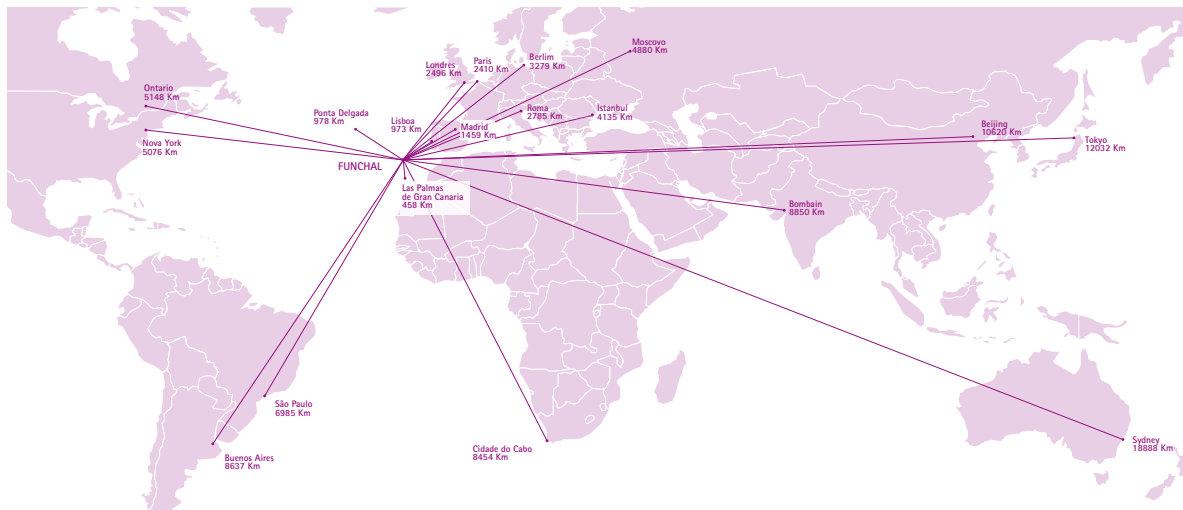 Moscovo
4880 Km
Berlim
3279 Km
Paris
2410 Km
Londres
2496 Km
Ontario
5148 Km
Ponta Delgada
978 Km
Lisboa
973 Km
Madrid
1459 Km
Roma
2785 Km
Istanbul
4135 Km
Beijing
10620 Km
Tokyo
12032 Km
Nova York
5076 Km
FUNCHAL
Las Palmas
de Gran Canaria
458 Km
Bombain
8850 Km
São Paulo
6985 Km
Buenos Aires
8637 Km
Cidade do Cabo
8454 Km
Sydney
18888 Km